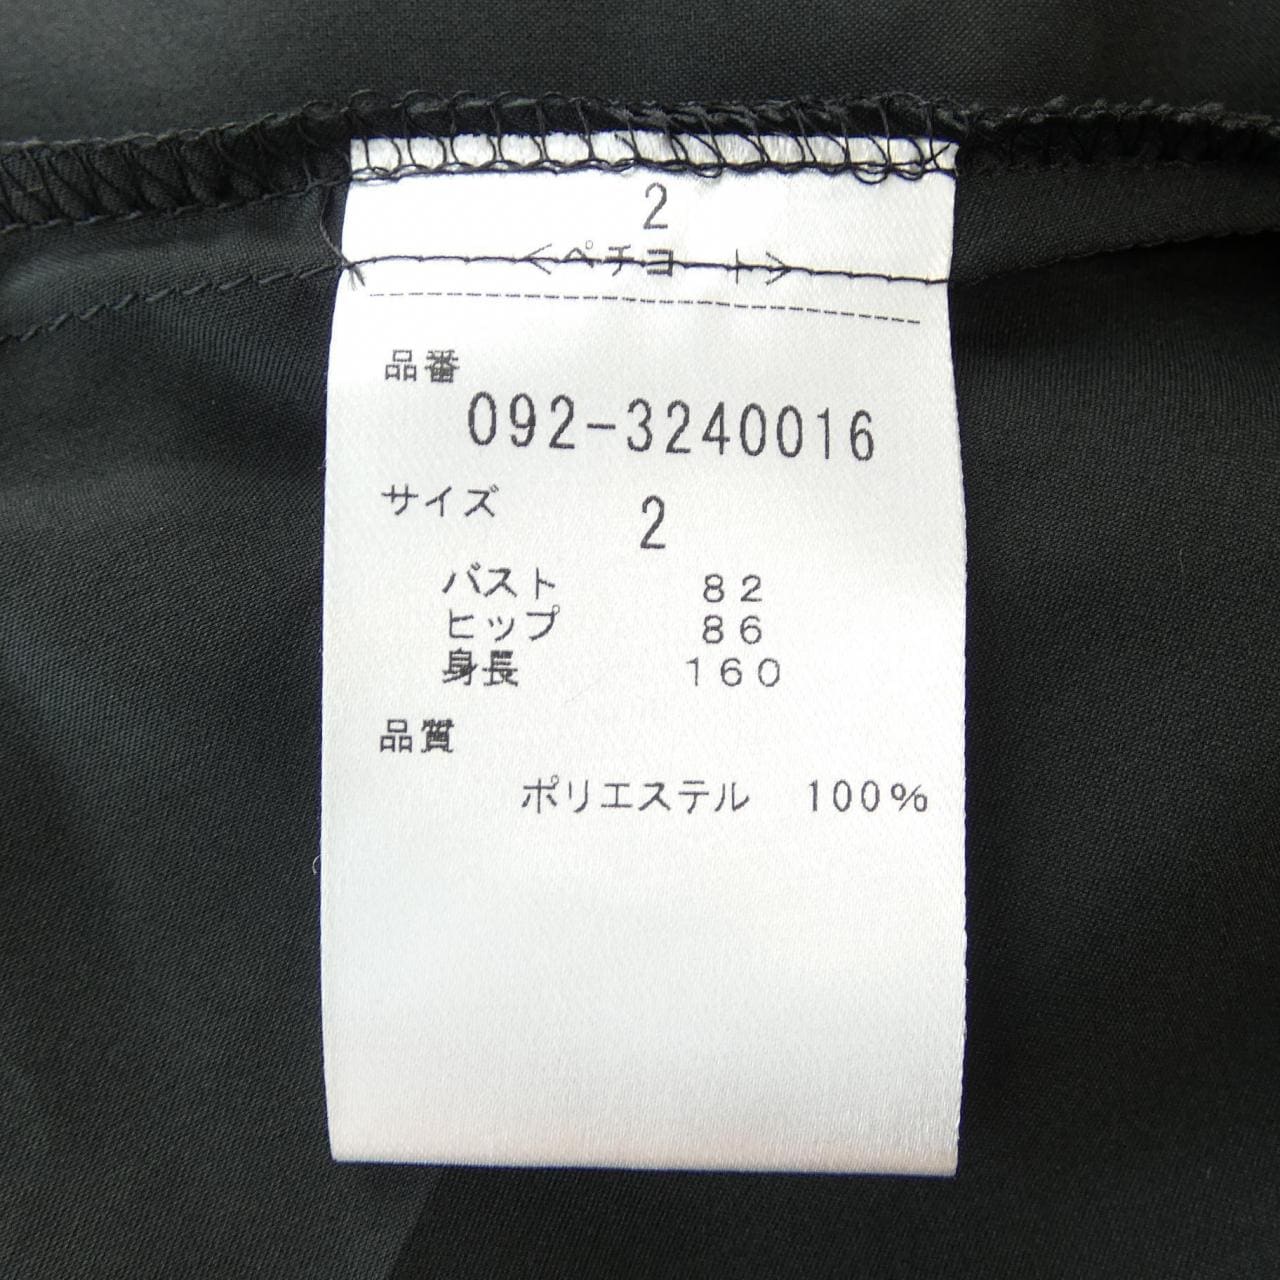 2
<ペチヨート>
品番
092-3240016
サイズ 2
バスト 82
ヒップ 86
身長 160
品質
ポリエステル 100%